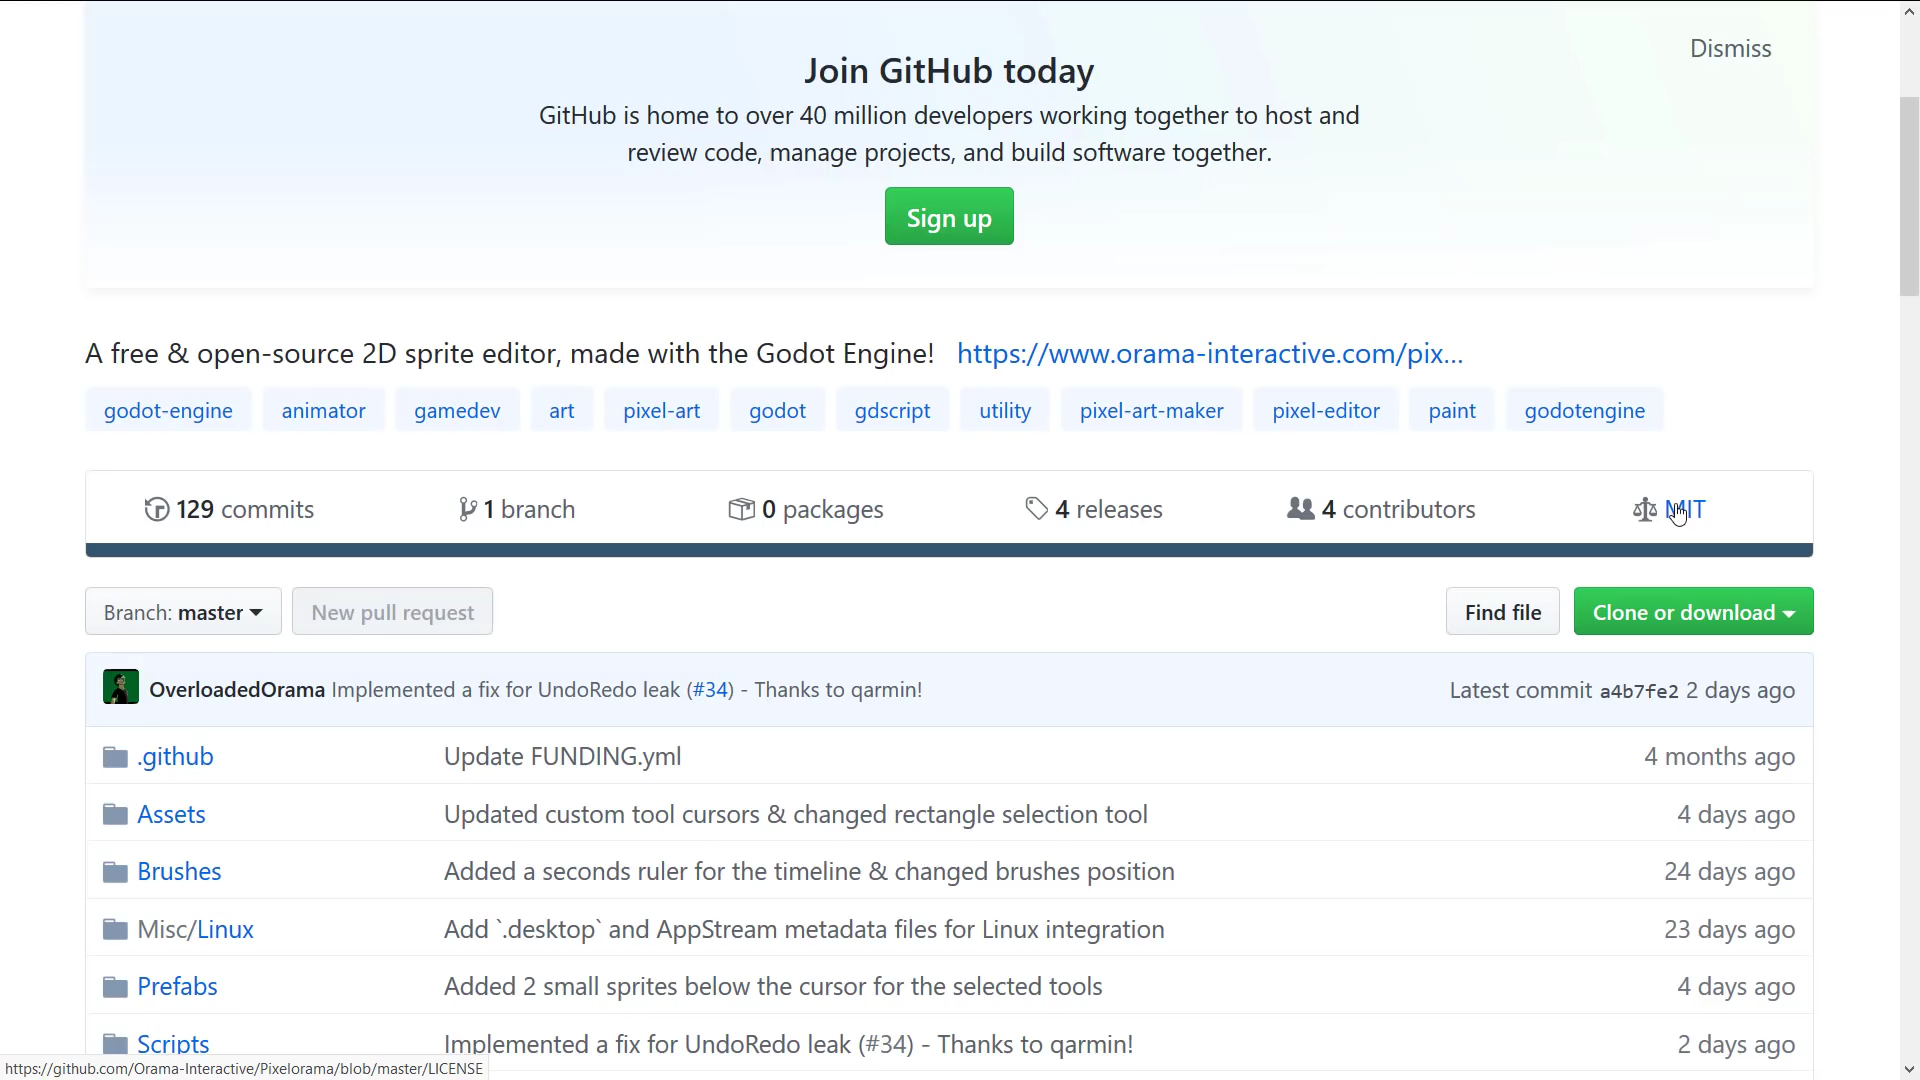 Dismiss
Join GitHub today
GitHub is home to over 40 million developers working together to host and
review code, manage projects, and build software together.
Sign up
A free & open-source 2D sprite editor, made with the Godot Engine! https://www.orama-interactive.com/pix...
godot-engine animator gamedev art pixel-art godot gdscript utility pixel-art-maker pixel-editor paint godotengine
129 commits 1 branch 0 packages 4 releases 4 contributors MIT
Branch: master New pull request Find file Clone or download
OverloadedOrama Implemented a fix for UndoRedo leak (#34) - Thanks to qarmin! Latest commit a4b7fe2 2 days ago
.github Update FUNDING.yml 4 months ago
Assets Updated custom tool cursors & changed rectangle selection tool 4 days ago
Brushes Added a seconds ruler for the timeline & changed brushes position 24 days ago
Misc/Linux Add `.desktop` and AppStream metadata files for Linux integration 23 days ago
Prefabs Added 2 small sprites below the cursor for the selected tools 4 days ago
Scripts Implemented a fix for UndoRedo leak (#34) - Thanks to qarmin! 2 days ago
https://github.com/Orama-Interactive/Pixelorama/blob/master/LICENSE